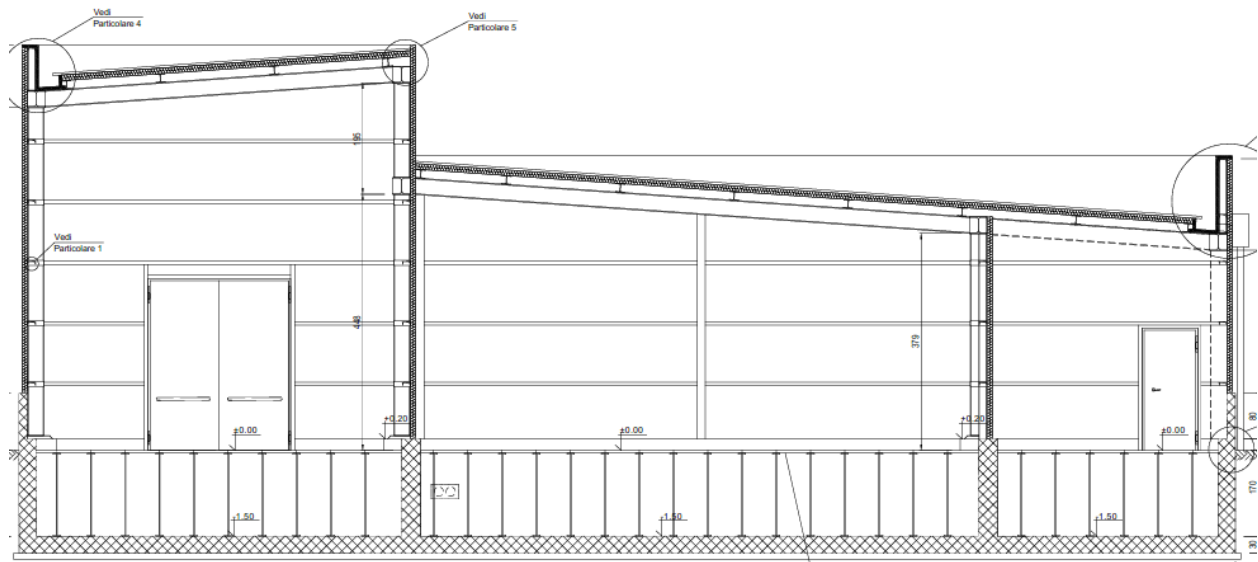 Vedi
Particolare 4
Vedi
Particolare 5
195
Vedi
Particolare 1
448
379
±0.00
±0.20
±0.00
±0.20
±0.00
80
-1.50
-1.50
-1.50
170
30